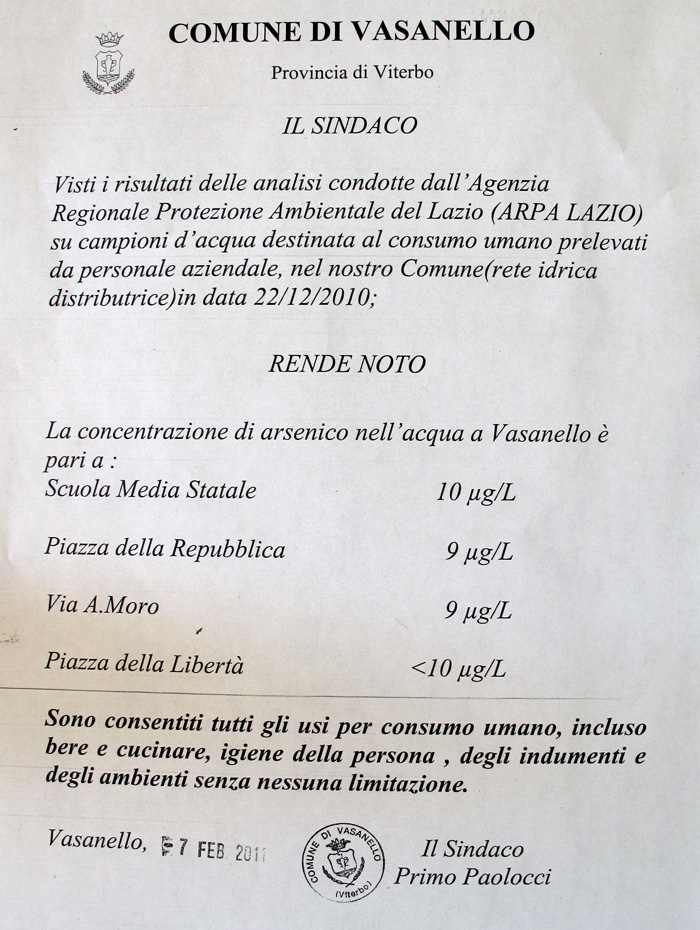 COMUNE DI VASANELLO
Provincia di Viterbo
IL SINDACO
Visti i risultati delle analisi condotte dall'Agenzia
Regionale Protezione Ambientale del Lazio (ARPA LAZIO)
su campioni d'acqua destinata al consumo umano prelevati
da personale aziendale, nel nostro Comune(rete idrica
distributrice)in data 22/12/2010;
RENDE NOTO
La concentrazione di arsenico nell'acqua a Vasanello è
pari a :
Scuola Media Statale 10 µg/L
Piazza della Repubblica 9 µg/L
Via A.Moro 9 µg/L
Piazza della Libertà <10 µg/L
Sono consentiti tutti gli usi per consumo umano, incluso
bere e cucinare, igiene della persona , degli indumenti e
degli ambienti senza nessuna limitazione.
Vasanello, 7 FEB. 2011
COMUNE DI VASANELLO
(Viterbo)
Il Sindaco
Primo Paolocci